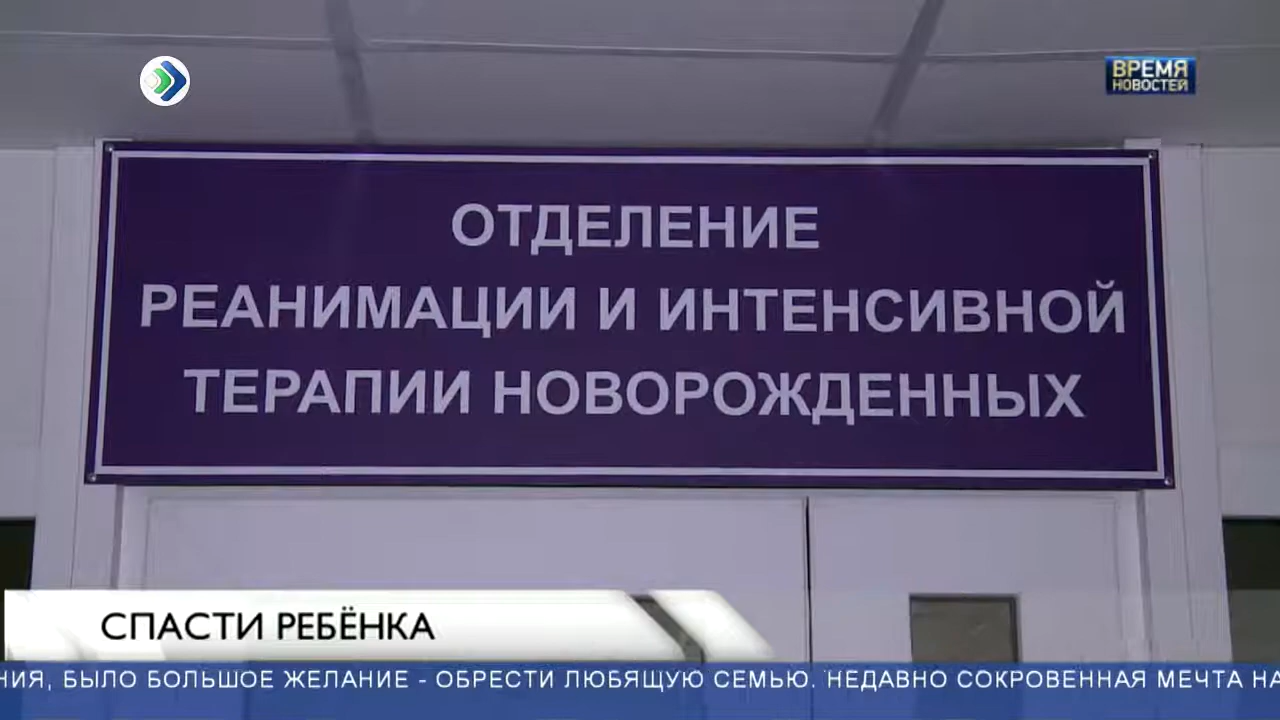 ВРЕМЯ
НОВОСТЕЙ
ОТДЕЛЕНИЕ
РЕАНИМАЦИИ И ИНТЕНСИВНОЙ
ТЕРАПИИ НОВОРОЖДЕННЫХ
СПАСТИ РЕБЁНКА
НИЯ, БЫЛО БОЛЬШОЕ ЖЕЛАНИЕ - ОБРЕСТИ ЛЮБЯЩУЮ СЕМЬЮ. НЕДАВНО СОКРОВЕННАЯ МЕЧТА НА